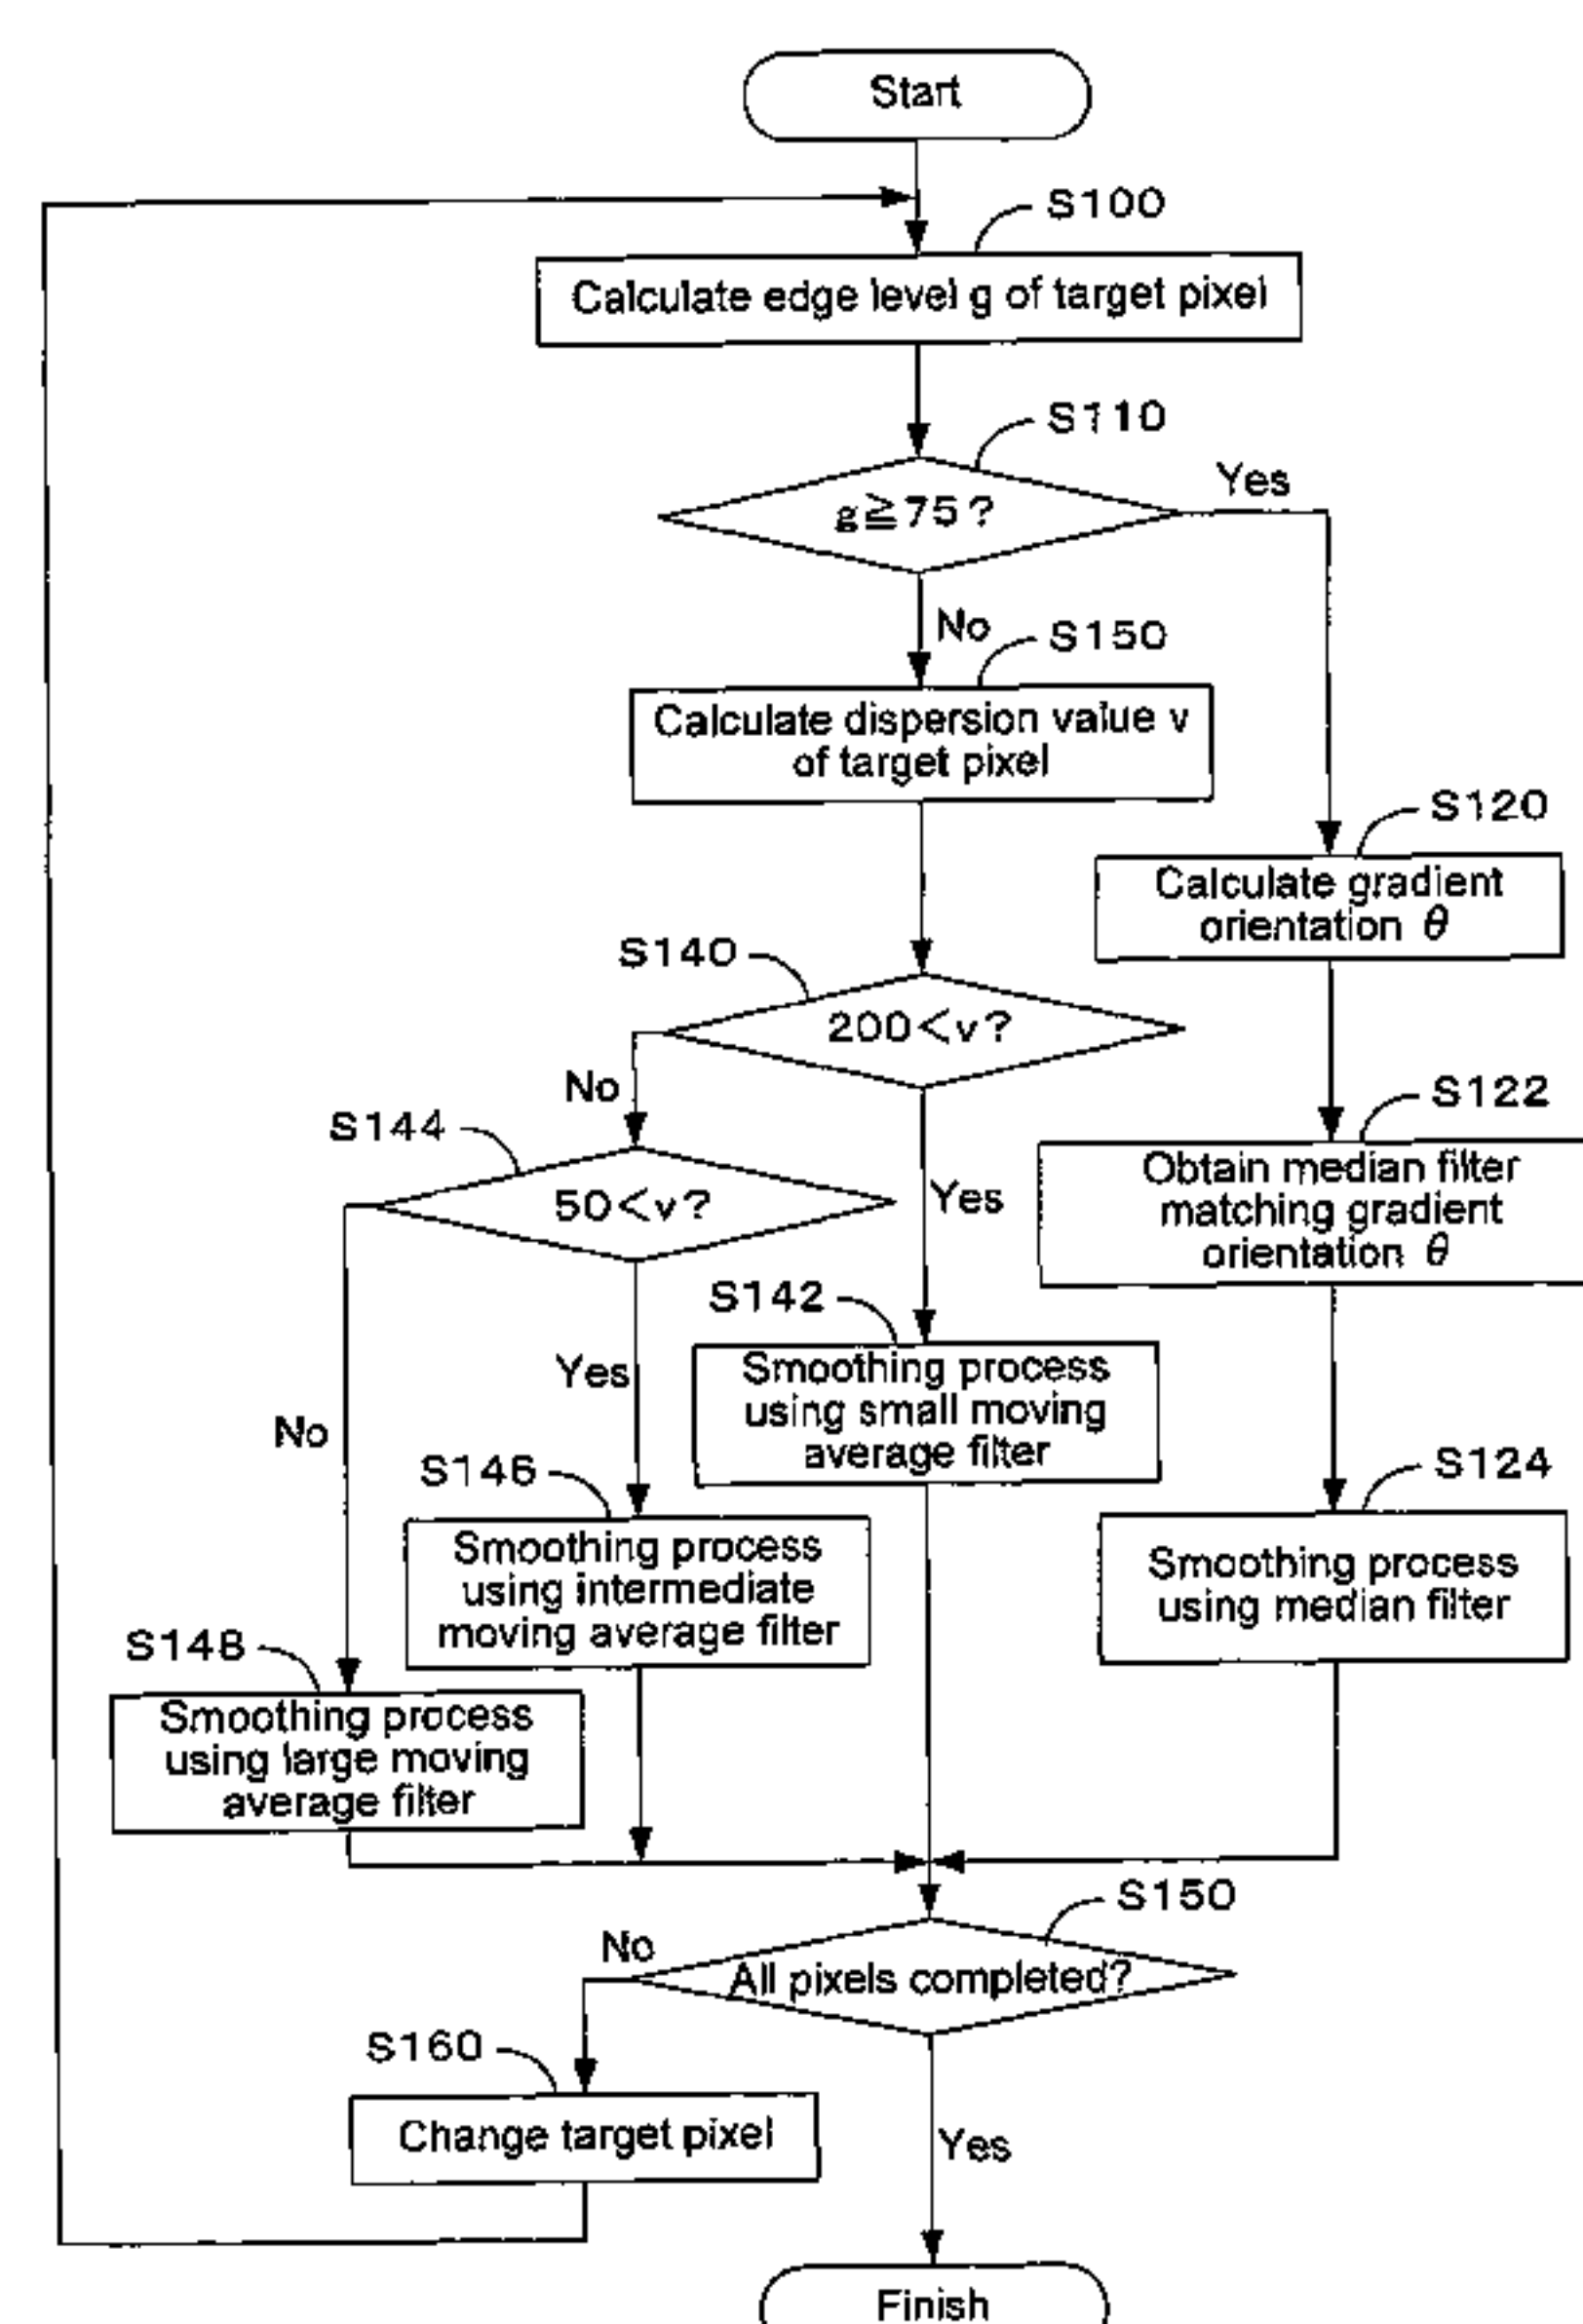 Start
S100
Calculate edge level g of target pixel
S110
g≧75?
Yes
No
S150
Calculate dispersion value v
of target pixel
S120
Calculate gradient
orientation θ
S140
200<v?
No
S144
50<v?
Yes
S122
Obtain median filter
matching gradient
orientation θ
S142
Smoothing process
using small moving
average filter
Yes
No
S146
Smoothing process
using intermediate
moving average filter
S124
Smoothing process
using median filter
S148
Smoothing process
using large moving
average filter
S150
No
All pixels completed?
S160
Change target pixel
Yes
Finish